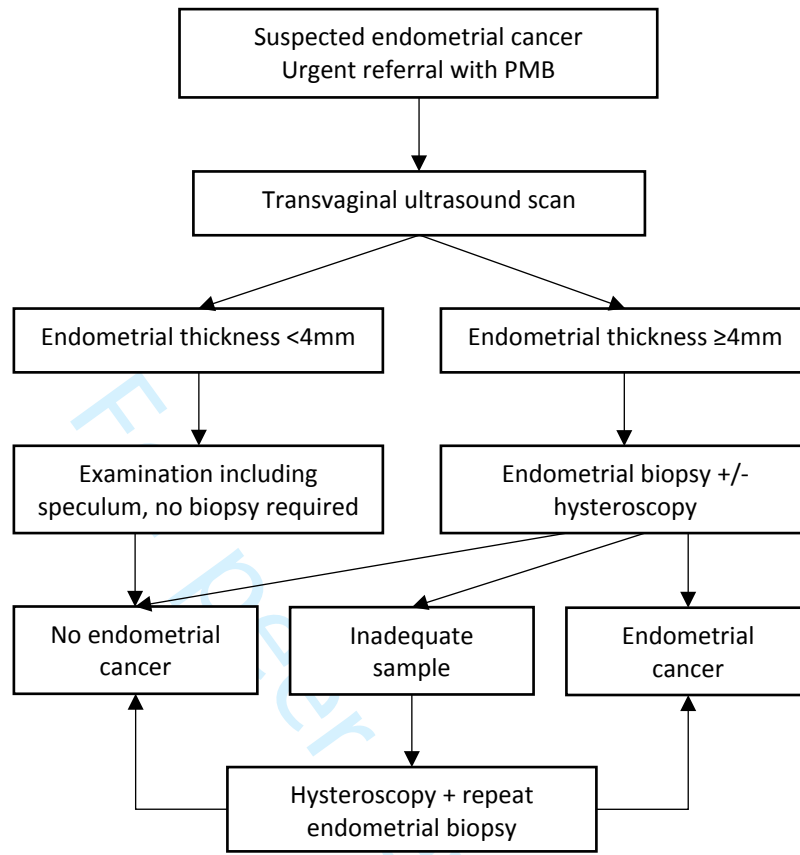 Suspected endometrial cancer
Urgent referral with PMB
Transvaginal ultrasound scan
Endometrial thickness <4mm
Endometrial thickness ≥4mm
Examination including
speculum, no biopsy required
Endometrial biopsy +/-
hysteroscopy
No endometrial
cancer
Inadequate
sample
Endometrial
cancer
Hysteroscopy + repeat
endometrial biopsy